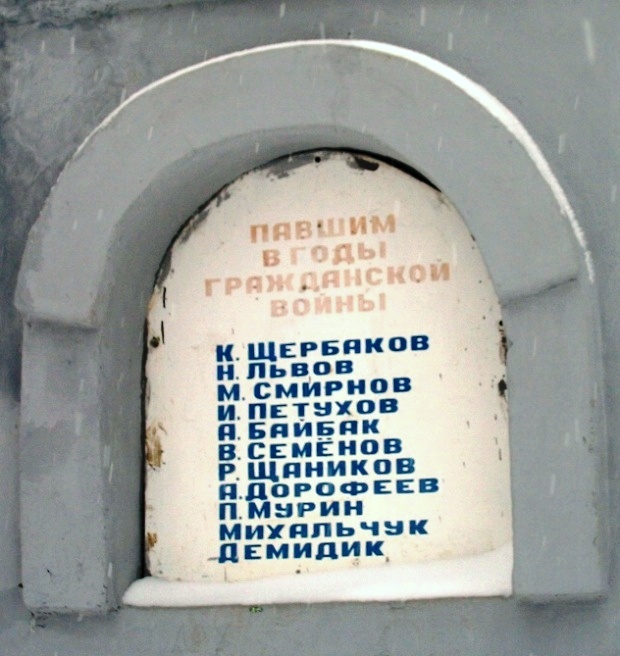 ПАВШИМ
В ГОДЫ
ГРАЖДАНСКОЙ
ВОЙНЫ
К. ЩЕРБАКОВ
Н. ЛЬВОВ
М. СМИРНОВ
И. ПЕТУХОВ
А. БАЙБАК
В. СЕМЁНОВ
Р. ЩАНИКОВ
А. ДОРОФЕЕВ
П. МУРИН
МИХАЛЬЧУК
ДЕМИДИК